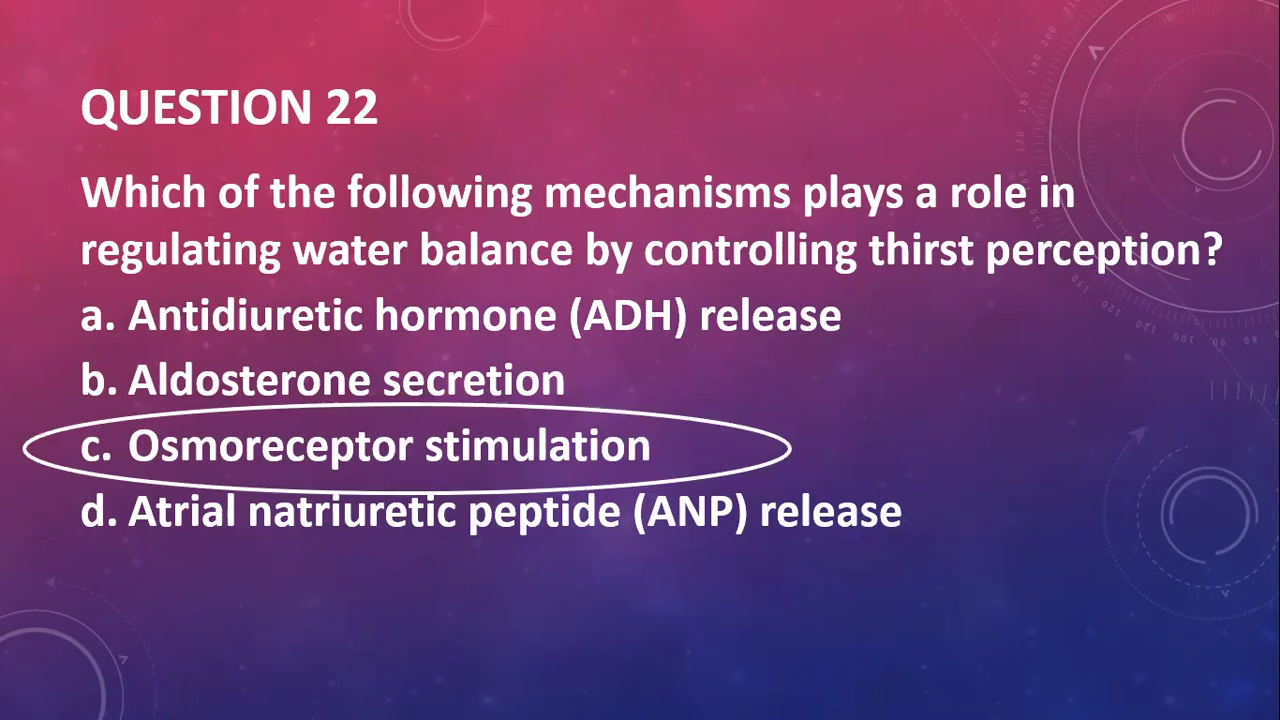 QUESTION 22
Which of the following mechanisms plays a role in
regulating water balance by controlling thirst perception?
a. Antidiuretic hormone (ADH) release
b. Aldosterone secretion
c. Osmoreceptor stimulation
d. Atrial natriuretic peptide (ANP) release